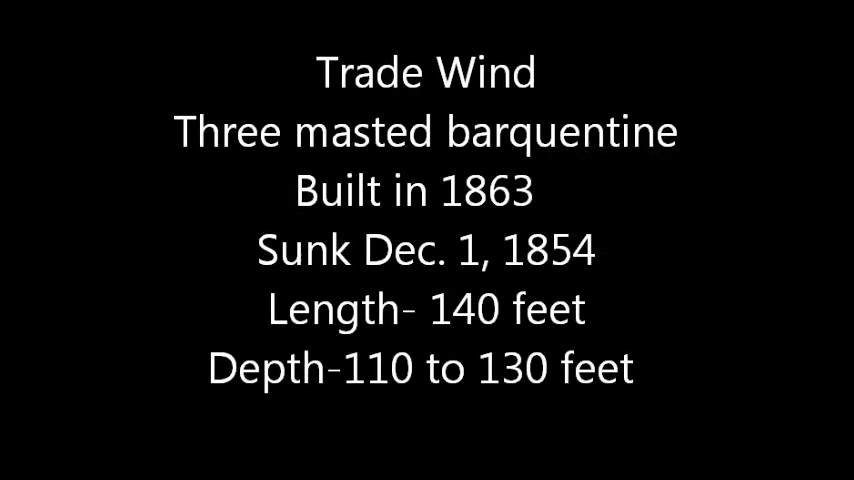 Trade Wind
Three masted barquentine
Built in 1863
Sunk Dec. 1, 1854
Length- 140 feet
Depth-110 to 130 feet